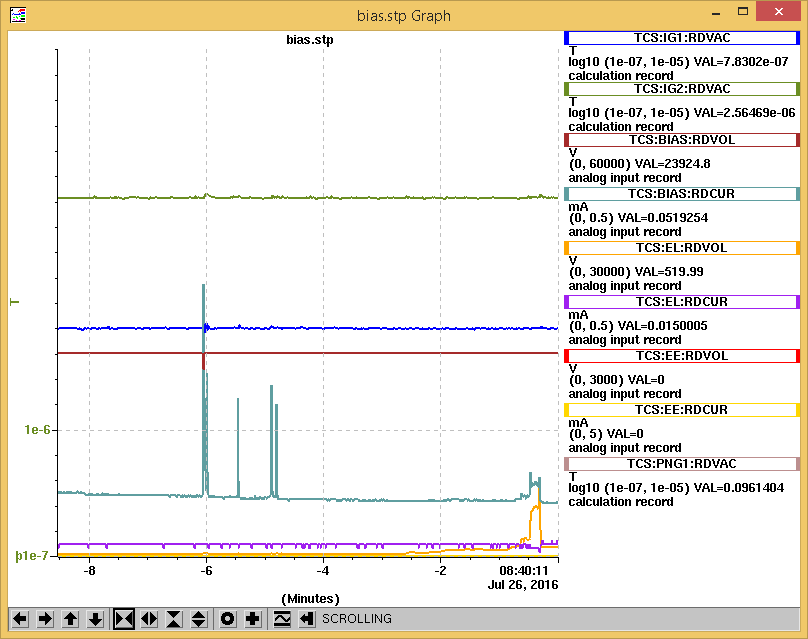 bias.stp Graph
bias.stp
T
1e-6
1e-7
-8
-6
-4
-2
08:40:11
Jul 26, 2016
(Minutes)
TCS:IG1:RDVAC
T
log10 (1e-07, 1e-05) VAL=7.8302e-07
calculation record
TCS:IG2:RDVAC
T
log10 (1e-07, 1e-05) VAL=2.56469e-06
calculation record
TCS:BIAS:RDVOL
V
(0, 60000) VAL=23924.8
analog input record
TCS:BIAS:RDCUR
mA
(0, 0.5) VAL=0.0519254
analog input record
TCS:EL:RDVOL
V
(0, 30000) VAL=519.99
analog input record
TCS:EL:RDCUR
mA
(0, 0.5) VAL=0.0150005
analog input record
TCS:EE:RDVOL
V
(0, 3000) VAL=0
analog input record
TCS:EE:RDCUR
mA
(0, 5) VAL=0
analog input record
TCS:PNG1:RDVAC
T
log10 (1e-07, 1e-05) VAL=0.0961404
calculation record
SCROLLING